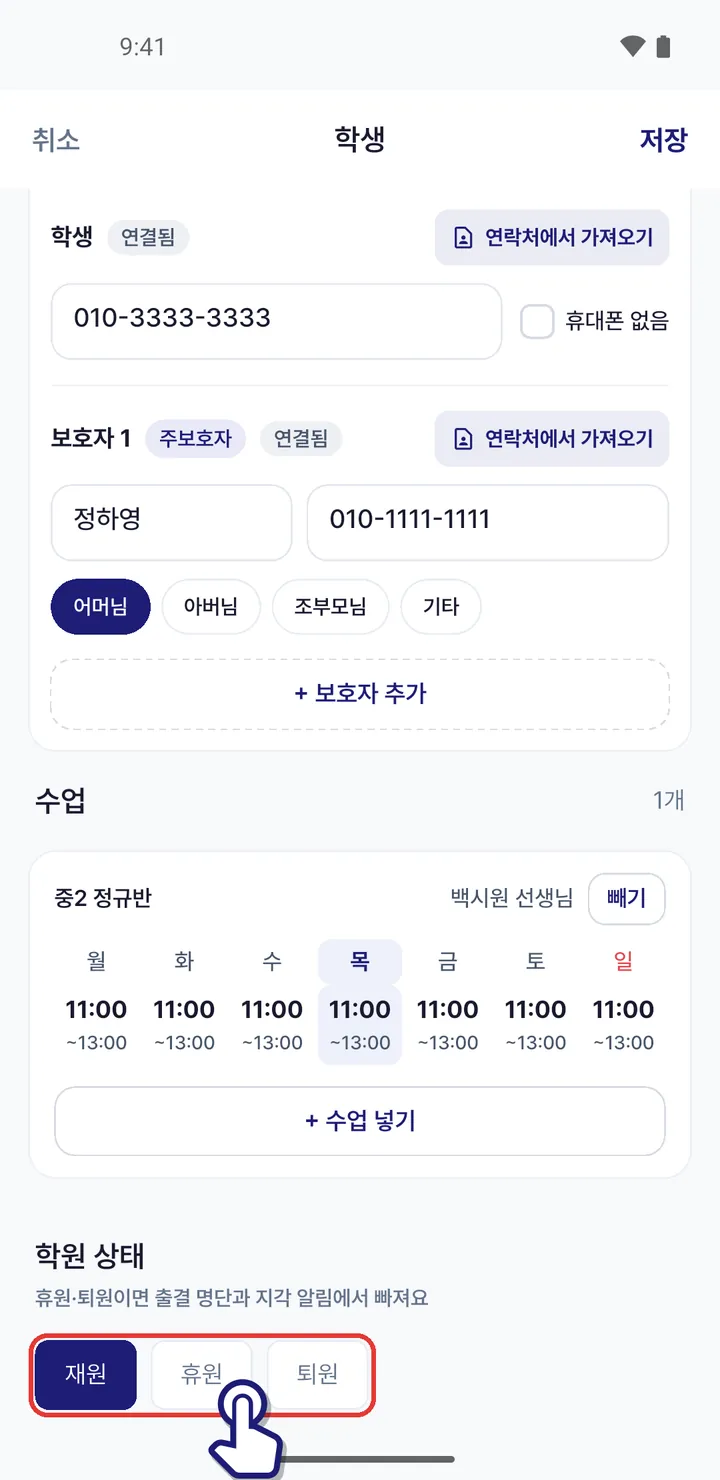 9:41
취소 학생 저장
학생 연결됨 연락처에서 가져오기
010-3333-3333 휴대폰 없음
보호자 1 주보호자 연결됨 연락처에서 가져오기
정하영 010-1111-1111
어머님 아버님 조부모님 기타
+ 보호자 추가
수업 1개
중2 정규반 백시원 선생님 빼기
월 화 수 목 금 토 일
11:00 11:00 11:00 11:00 11:00 11:00 11:00
~13:00 ~13:00 ~13:00 ~13:00 ~13:00 ~13:00 ~13:00
+ 수업 넣기
학원 상태
휴원·퇴원이면 출결 명단과 지각 알림에서 빠져요
재원 휴원 퇴원